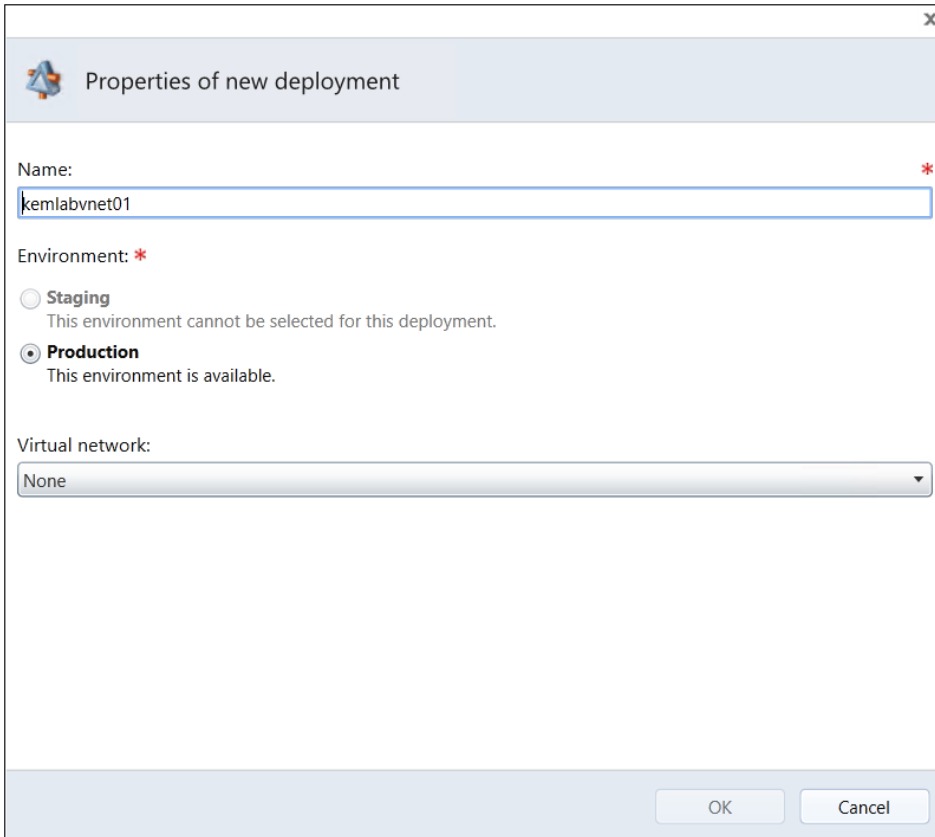 Properties of new deployment
Name: *
kemlabvnet01
Environment: *
Staging
This environment cannot be selected for this deployment.
Production
This environment is available.
Virtual network:
None
OK Cancel